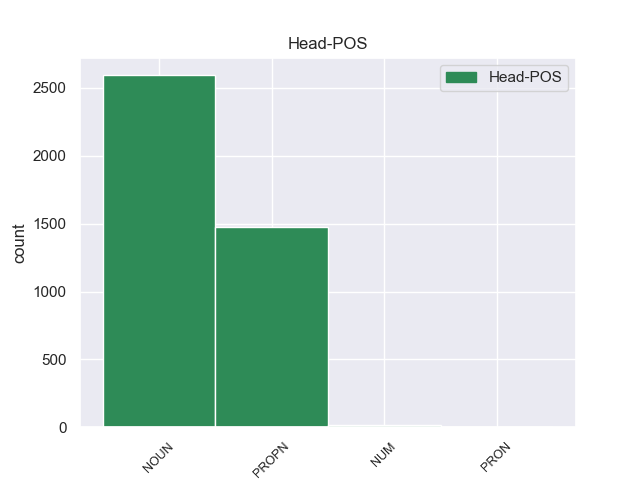 Head-POS
Head-POS
2500
2000
1500
1000
500
0
count
NOUN
PROPN
NUM
PRON